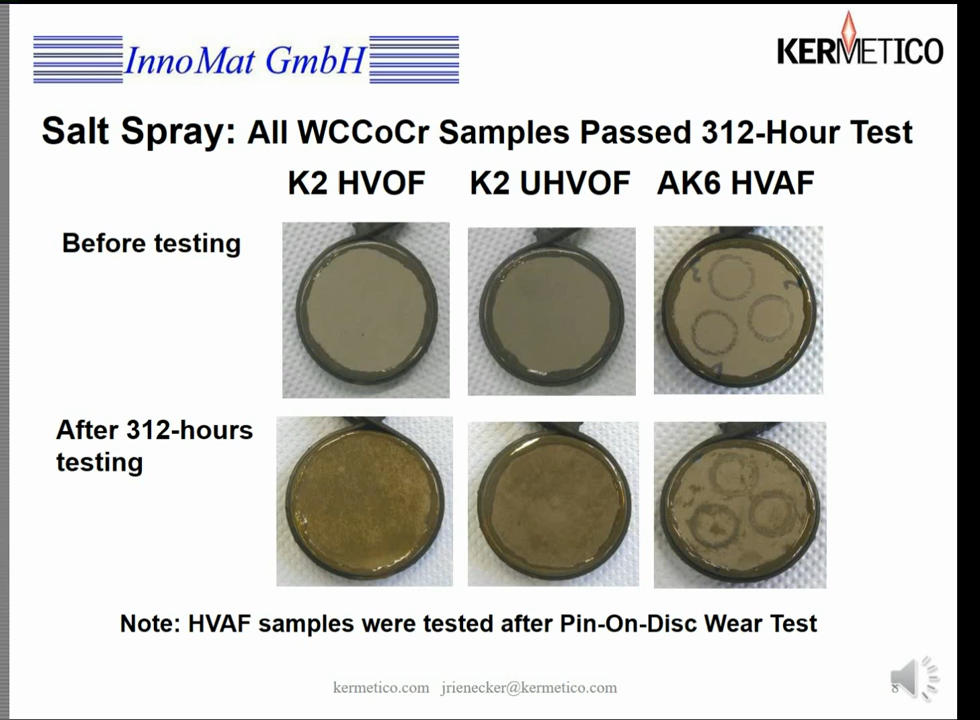 InnoMat GmbH
KERMETICO
Salt Spray: All WCCoCr Samples Passed 312-Hour Test
K2 HVOF K2 UHVOF AK6 HVAF
Before testing
After 312-hours
testing
Note: HVAF samples were tested after Pin-On-Disc Wear Test
kermetico.com jrienecker@kermetico.com
8